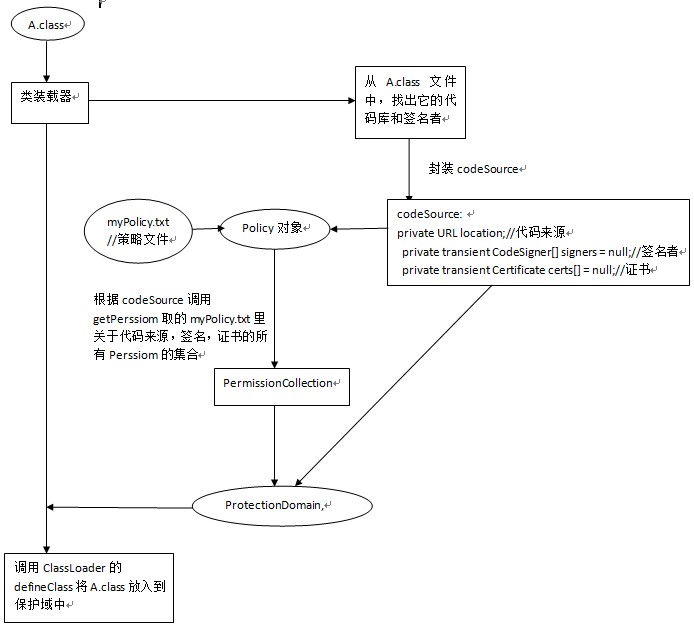 A.class
类装载器
从 A.class 文件
中，找出它的代
码库和签名者
封装 codeSource
myPolicy.txt
//策略文件
Policy 对象
codeSource:
private URL location;//代码来源
private transient CodeSigner[] signers = null;//签名者
private transient Certificate certs[] = null;//证书
根据 codeSource 调用
getPerssiom 取的 myPolicy.txt 里
关于代码来源，签名，证书的所
有 Perssiom 的集合
PermissionCollection
ProtectionDomain,
调用 ClassLoader 的
defineClass 将 A.class 放入到
保护域中